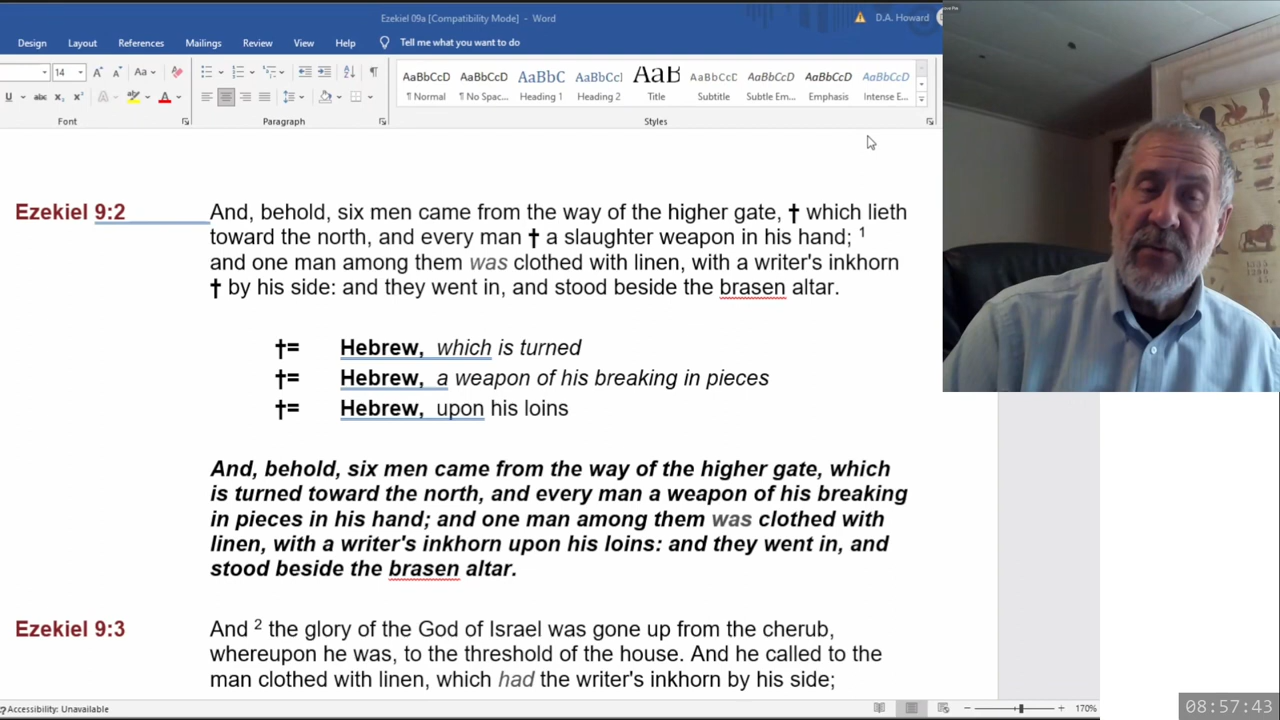 Ezekiel 09a [Compatibility Mode] - Word
D.A. Howard
Design Layout References Mailings Review View Help Tell me what you want to do
14 Aa
AaBbCcD AaBbCcD AaBbC AaBbCcI AaB AaBbCcD AaBbCcD AaBbCcD AaBbCcD
¶ Normal ¶ No Spac... Heading 1 Heading 2 Title Subtitle Subtle Em... Emphasis Intense E...
Font Paragraph Styles
Ezekiel 9:2 And, behold, six men came from the way of the higher gate, † which lieth
toward the north, and every man † a slaughter weapon in his hand; 1
and one man among them was clothed with linen, with a writer's inkhorn
† by his side: and they went in, and stood beside the brasen altar.
†= Hebrew, which is turned
†= Hebrew, a weapon of his breaking in pieces
†= Hebrew, upon his loins
And, behold, six men came from the way of the higher gate, which
is turned toward the north, and every man a weapon of his breaking
in pieces in his hand; and one man among them was clothed with
linen, with a writer's inkhorn upon his loins: and they went in, and
stood beside the brasen altar.
Ezekiel 9:3 And 2 the glory of the God of Israel was gone up from the cherub,
whereupon he was, to the threshold of the house. And he called to the
man clothed with linen, which had the writer's inkhorn by his side;
Accessibility: Unavailable
170%
08:57:43